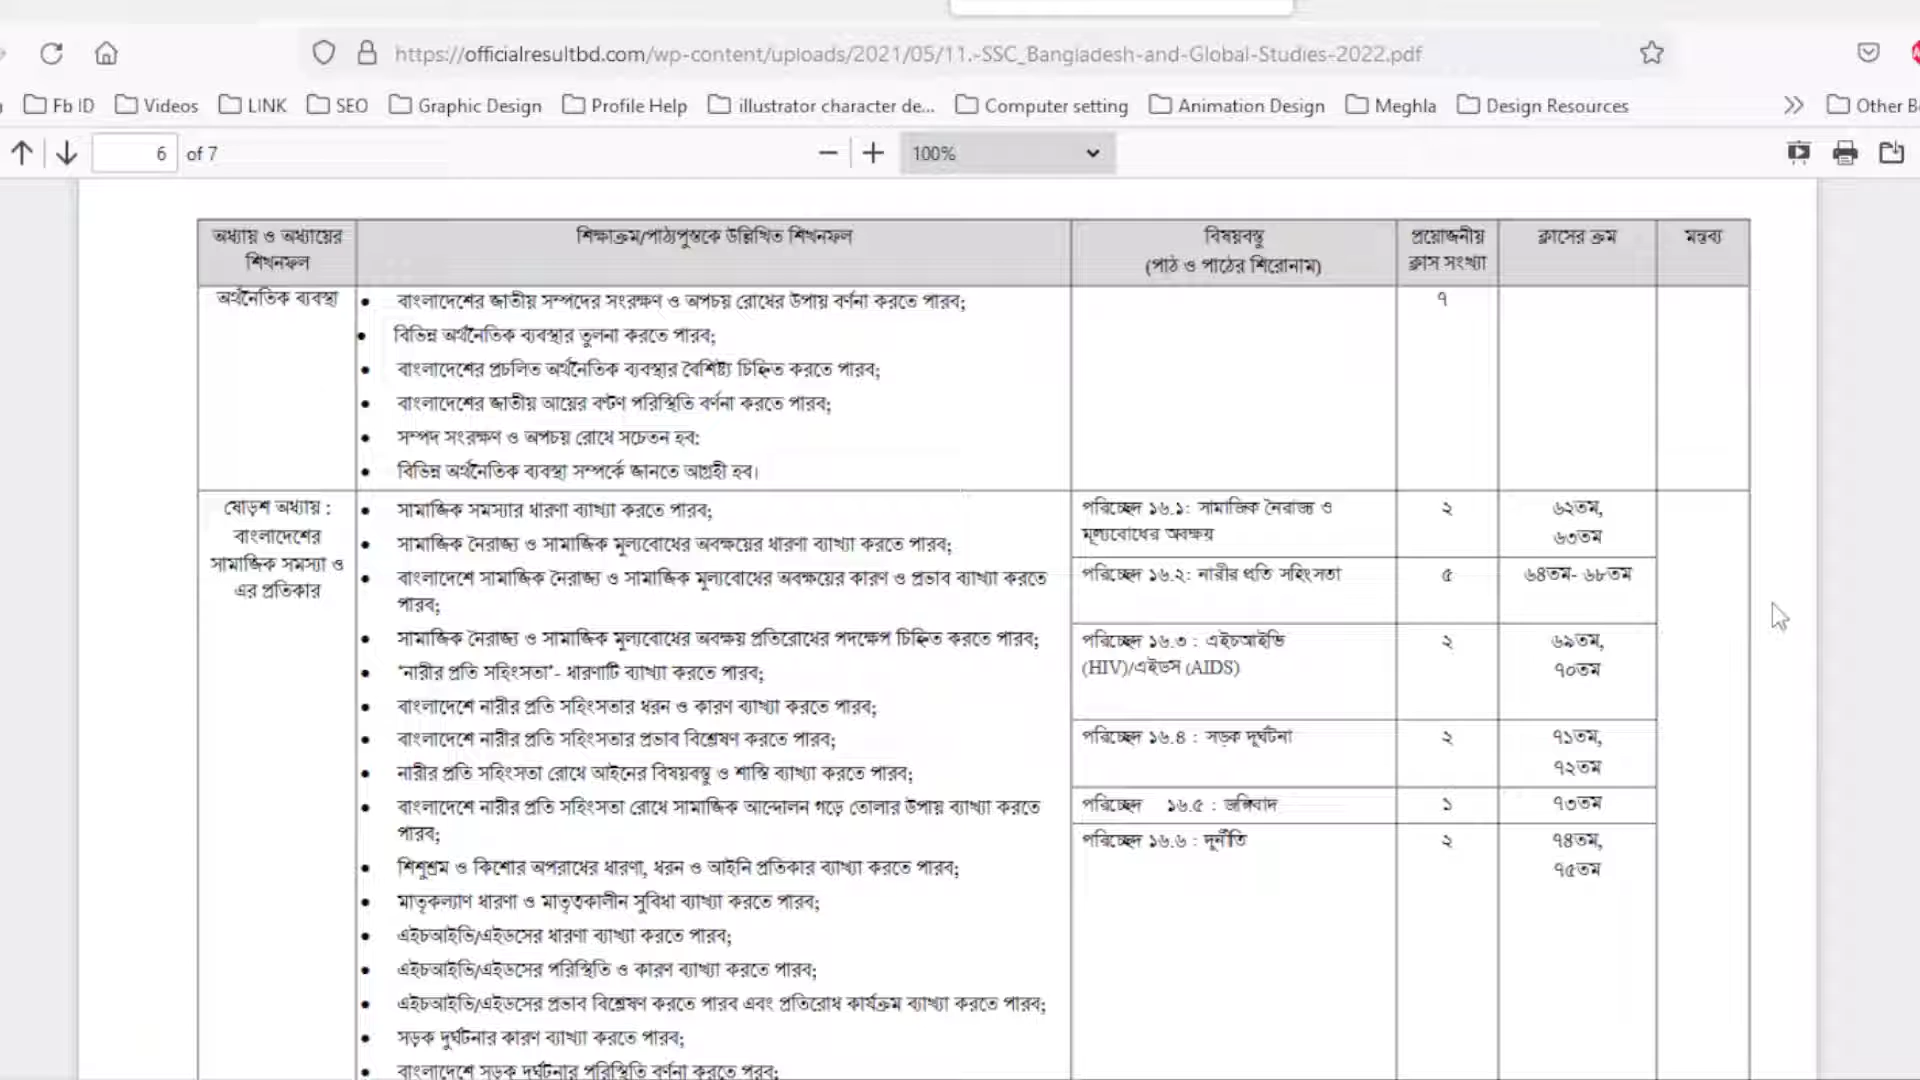 https://officialresultbd.com/wp-content/uploads/2021/05/11.-SSC_Bangladesh-and-Global-Studies-2022.pdf
Fb ID Videos LINK SEO Graphic Design Profile Help illustrator character de... Computer setting Animation Design Meghla Design Resources Other B
6 of 7 100%
অধ্যায় ও অধ্যায়ের শিখনফল
শিক্ষাক্রম/পাঠ্যপুস্তকে উল্লিখিত শিখনফল
বিষয়বস্তু
(পাঠ ও পাঠের শিরোনাম)
প্রয়োজনীয়
ক্লাস সংখ্যা
ক্লাসের ক্রম
মন্তব্য
অর্থনৈতিক ব্যবস্থা
• বাংলাদেশের জাতীয় সম্পদের সংরক্ষণ ও অপচয় রোধের উপায় বর্ণনা করতে পারব;
• বিভিন্ন অর্থনৈতিক ব্যবস্থার তুলনা করতে পারব;
• বাংলাদেশের প্রচলিত অর্থনৈতিক ব্যবস্থার বৈশিষ্ট্য চিহ্নিত করতে পারব;
• বাংলাদেশের জাতীয় আয়ের বণ্টণ পরিস্থিতি বর্ণনা করতে পারব;
• সম্পদ সংরক্ষণ ও অপচয় রোধে সচেতন হব:
• বিভিন্ন অর্থনৈতিক ব্যবস্থা সম্পর্কে জানতে আগ্রহী হব।
৭
ষোড়শ অধ্যায় :
বাংলাদেশের
সামাজিক সমস্যা ও
এর প্রতিকার
• সামাজিক সমস্যার ধারণা ব্যাখ্যা করতে পারব;
• সামাজিক নৈরাজ্য ও সামাজিক মূল্যবোধের অবক্ষয়ের ধারণা ব্যাখ্যা করতে পারব;
• বাংলাদেশে সামাজিক নৈরাজ্য ও সামাজিক মূল্যবোধের অবক্ষয়ের কারণ ও প্রভাব ব্যাখ্যা করতে
পারব;
• সামাজিক নৈরাজ্য ও সামাজিক মূল্যবোধের অবক্ষয় প্রতিরোধের পদক্ষেপ চিহ্নিত করতে পারব;
• ‘নারীর প্রতি সহিংসতা’- ধারণাটি ব্যাখ্যা করতে পারব;
• বাংলাদেশে নারীর প্রতি সহিংসতার ধরন ও কারণ ব্যাখ্যা করতে পারব;
• বাংলাদেশে নারীর প্রতি সহিংসতার প্রভাব বিশ্লেষণ করতে পারব;
• নারীর প্রতি সহিংসতা রোধে আইনের বিষয়বস্তু ও শাস্তি ব্যাখ্যা করতে পারব;
• বাংলাদেশে নারীর প্রতি সহিংসতা রোধে সামাজিক আন্দোলন গড়ে তোলার উপায় ব্যাখ্যা করতে
পারব;
• শিশুশ্রম ও কিশোর অপরাধের ধারণা, ধরন ও আইনি প্রতিকার ব্যাখ্যা করতে পারব;
• মাতৃকল্যাণ ধারণা ও মাতৃত্বকালীন সুবিধা ব্যাখ্যা করতে পারব;
• এইচআইভি/এইডসের ধারণা ব্যাখ্যা করতে পারব;
• এইচআইভি/এইডসের পরিস্থিতি ও কারণ ব্যাখ্যা করতে পারব;
• এইচআইভি/এইডসের প্রভাব বিশ্লেষণ করতে পারব এবং প্রতিরোধ কার্যক্রম ব্যাখ্যা করতে পারব;
• সড়ক দুর্ঘটনার কারণ ব্যাখ্যা করতে পারব;
• বাংলাদেশে সড়ক দুর্ঘটনার পরিস্থিতি বর্ণনা করতে পরব;
পরিচ্ছেদ ১৬.১: সামাজিক নৈরাজ্য ও
মূল্যবোধের অবক্ষয়
২
৬২তম,
৬৩তম
পরিচ্ছেদ ১৬.২: নারীর প্রতি সহিংসতা
৫
৬৪তম- ৬৮তম
পরিচ্ছেদ ১৬.৩ : এইচআইভি
(HIV)/এইডস (AIDS)
২
৬৯তম,
৭০তম
পরিচ্ছেদ ১৬.৪ : সড়ক দুর্ঘটনা
২
৭১তম,
৭২তম
পরিচ্ছেদ ১৬.৫ : জঙ্গিবাদ
১
৭৩তম
পরিচ্ছেদ ১৬.৬ : দুর্নীতি
২
৭৪তম,
৭৫তম